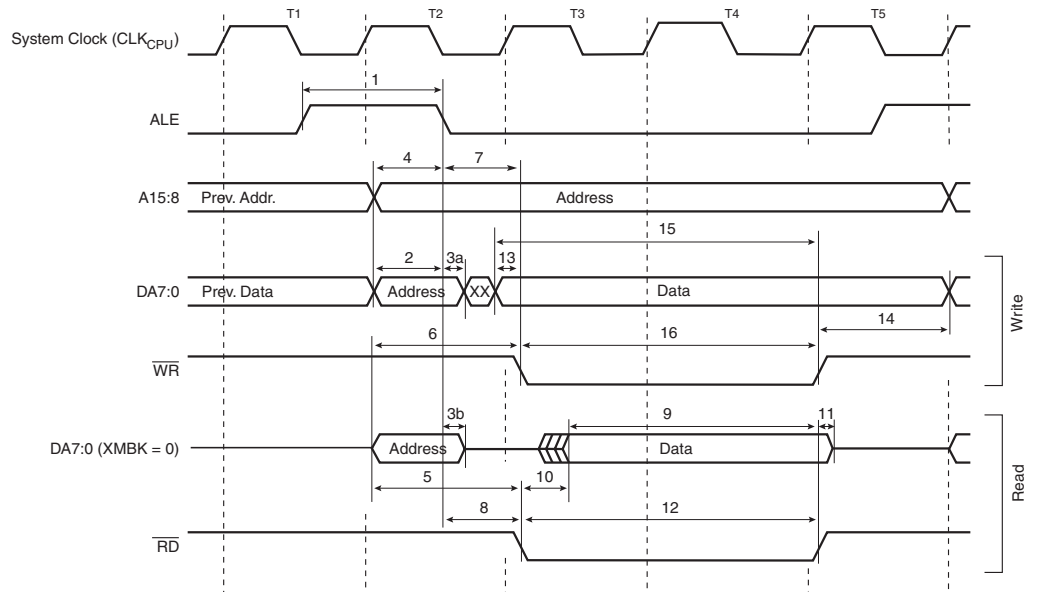 T1 T2 T3 T4 T5
System Clock (CLKCPU)
1
ALE
4 7
A15:8 Prev. Addr. Address
15
2 3a 13
DA7:0 Prev. Data Address XX Data
14
6 16
WR
Write
3b 9 11
DA7:0 (XMBK = 0) Address Data
5 10
8 12
RD
Read